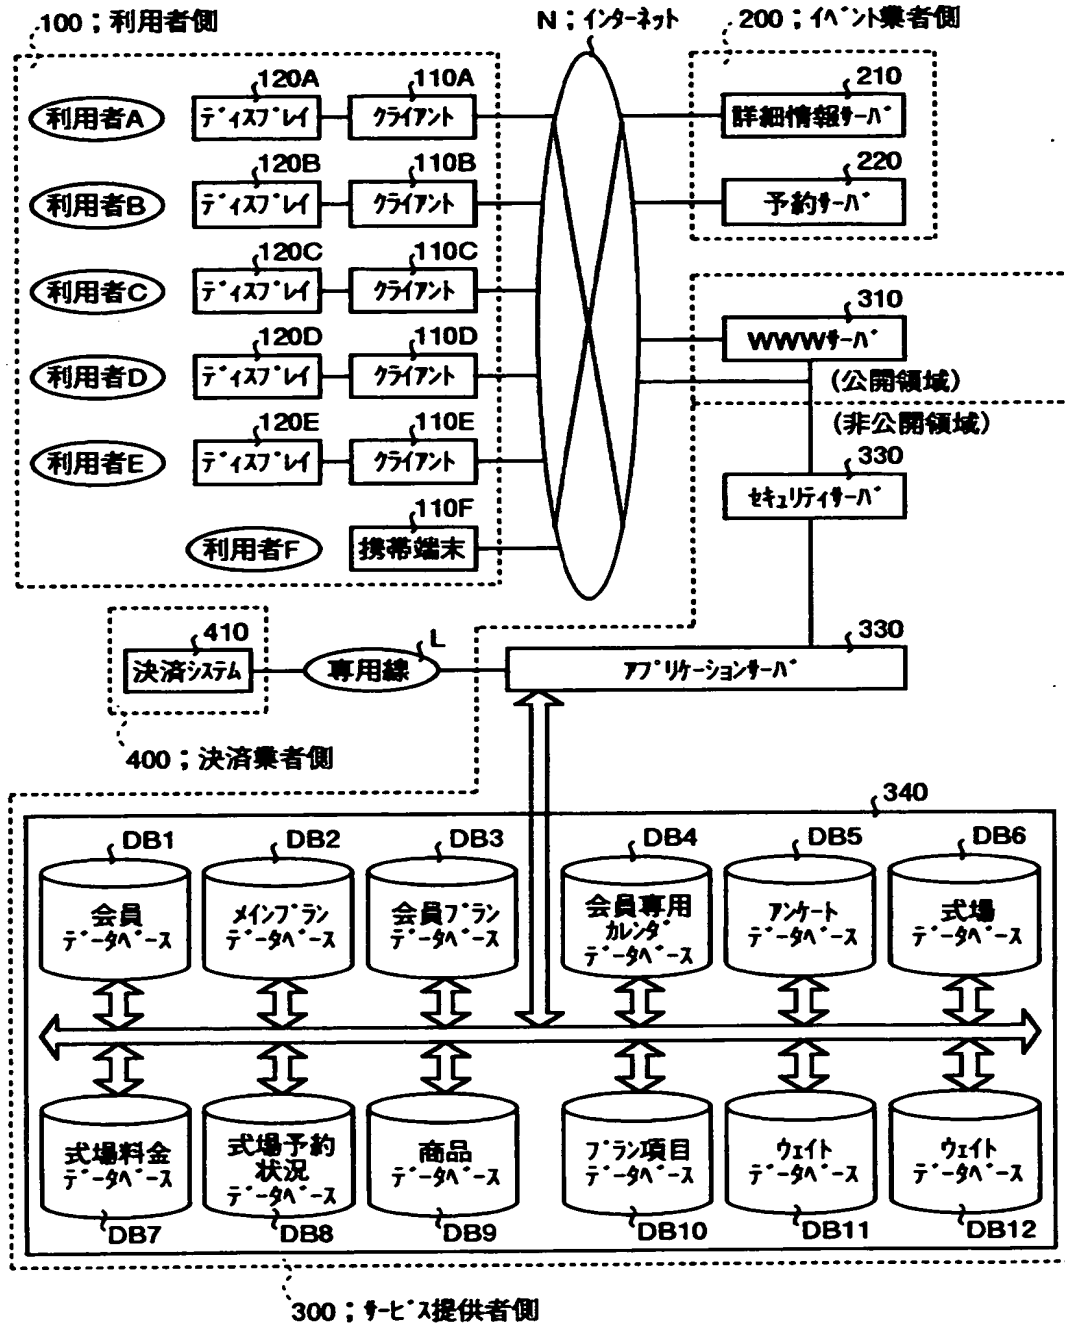 100；利用者側
N；インターネット
200；イベント業者側
120A
110A
210
利用者A
ディスプレイ
クライアント
詳細情報サーバ
120B
110B
220
利用者B
ディスプレイ
クライアント
予約サーバ
120C
110C
利用者C
ディスプレイ
クライアント
310
WWWサーバ
120D
110D
利用者D
ディスプレイ
クライアント
(公開領域)
(非公開領域)
120E
110E
330
利用者E
ディスプレイ
クライアント
セキュリティサーバ
110F
利用者F
携帯端末
410
L
330
決済システム
専用線
アプリケーションサーバ
400；決済業者側
340
DB1
DB2
DB3
DB4
DB5
DB6
会員
データベース
メインプラン
データベース
会員プラン
データベース
会員専用
カレンダ
データベース
アンケート
データベース
式場
データベース
式場料金
データベース
式場予約
状況
データベース
商品
データベース
プラン項目
データベース
ウェイト
データベース
ウェイト
データベース
DB7
DB8
DB9
DB10
DB11
DB12
300；サービス提供者側